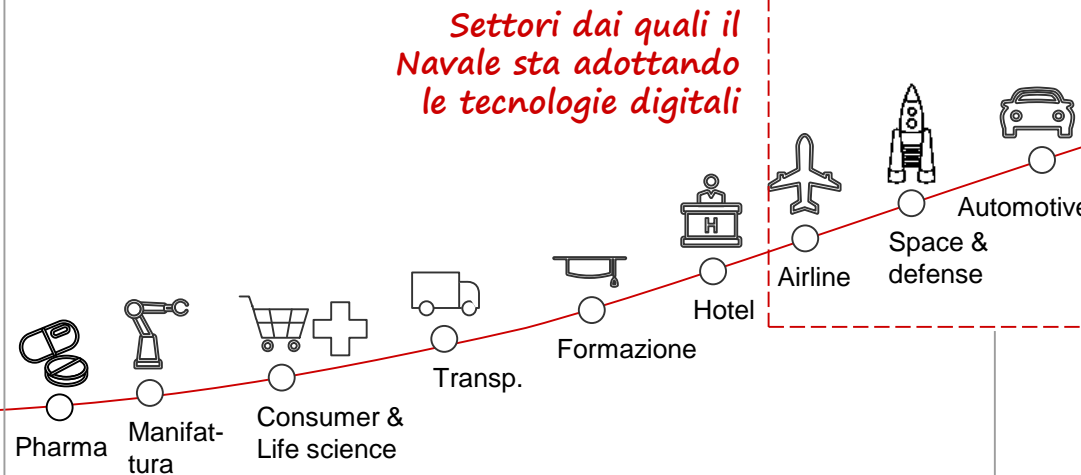 Settori dai quali il
Navale sta adottando
le tecnologie digitali
Automotive
Space &
defense
Airline
H
Hotel
Formazione
Transp.
Consumer &
Life science
Manifat-
tura
Pharma